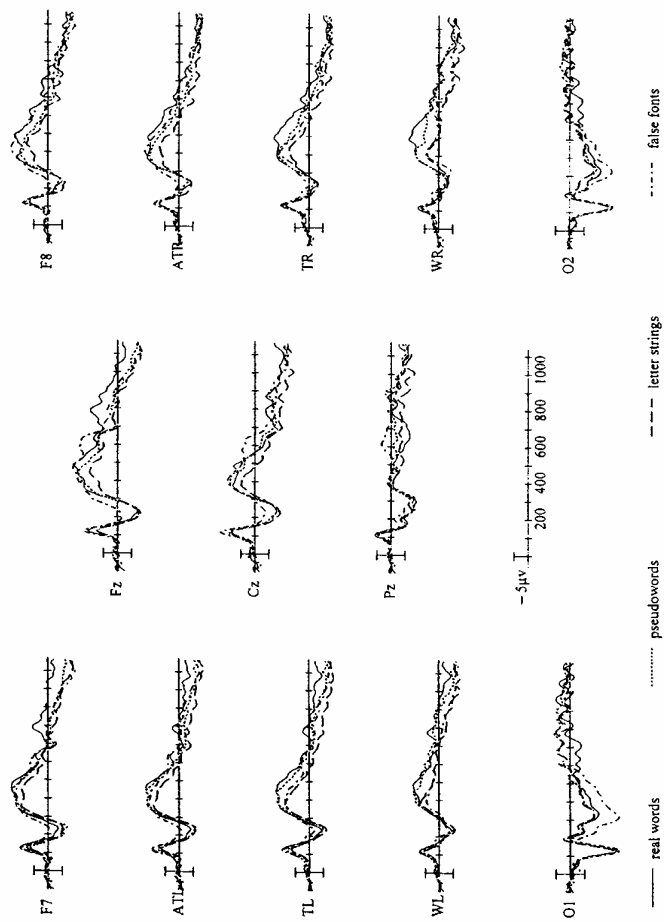 F7 Fz F8
ATL Cz ATR
TL Pz TR
WL WR
O1 O2
- 5μv
200 400 600 800 1000
real words pseudowords letter strings false fonts